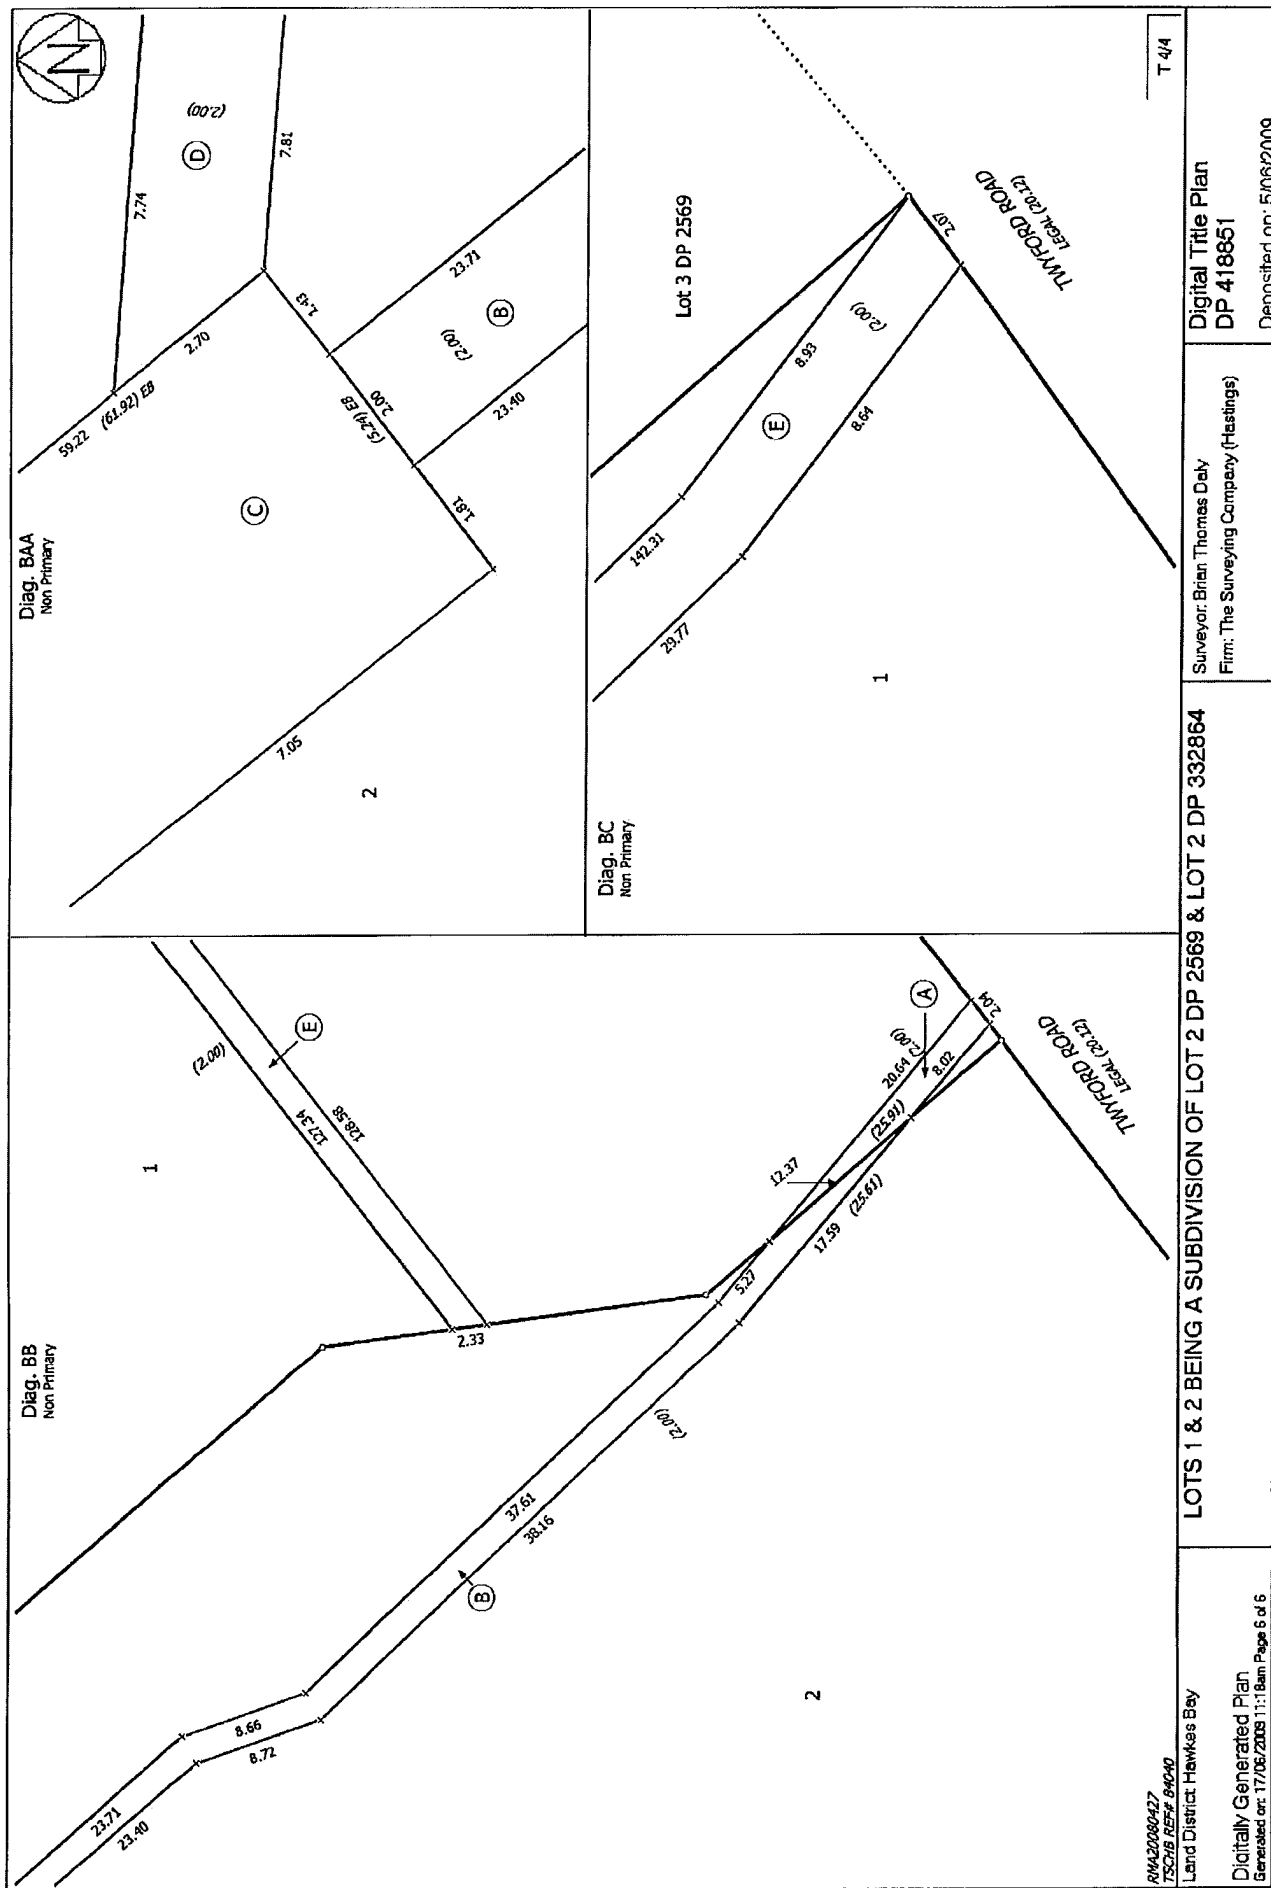 Diag. BB
Non Primary
1
(2.00)
127.34
128.58
E
2.33
23.71
23.40
8.66
8.72
37.61
38.16
B
(2.00)
5.27
12.37
17.59
(25.61)
(25.91)
20.64
(2.00)
A
8.02
2.04
TWYFORD ROAD
LEGAL (20.12)
2
RMA20080427
TSCHB REF# 84040
Diag. BAA
Non Primary
N
59.22
(61.92) EB
2.70
7.74
D
(2.00)
7.81
C
1.43
(5.24) EB
2.00
1.81
23.71
(2.00)
B
23.40
7.05
2
Diag. BC
Non Primary
Lot 3 DP 2569
142.31
29.77
E
8.93
8.64
(2.00)
2.07
TWYFORD ROAD
LEGAL (20.12)
1
T 4/4
Land District: Hawkes Bay
Digitally Generated Plan
Generated on: 17/06/2009 11:18am Page 6 of 6
LOTS 1 & 2 BEING A SUBDIVISION OF LOT 2 DP 2569 & LOT 2 DP 332864
Surveyor: Brian Thomas Daly
Firm: The Surveying Company (Hastings)
Digital Title Plan
DP 418851
Deposited on: 5/06/2009